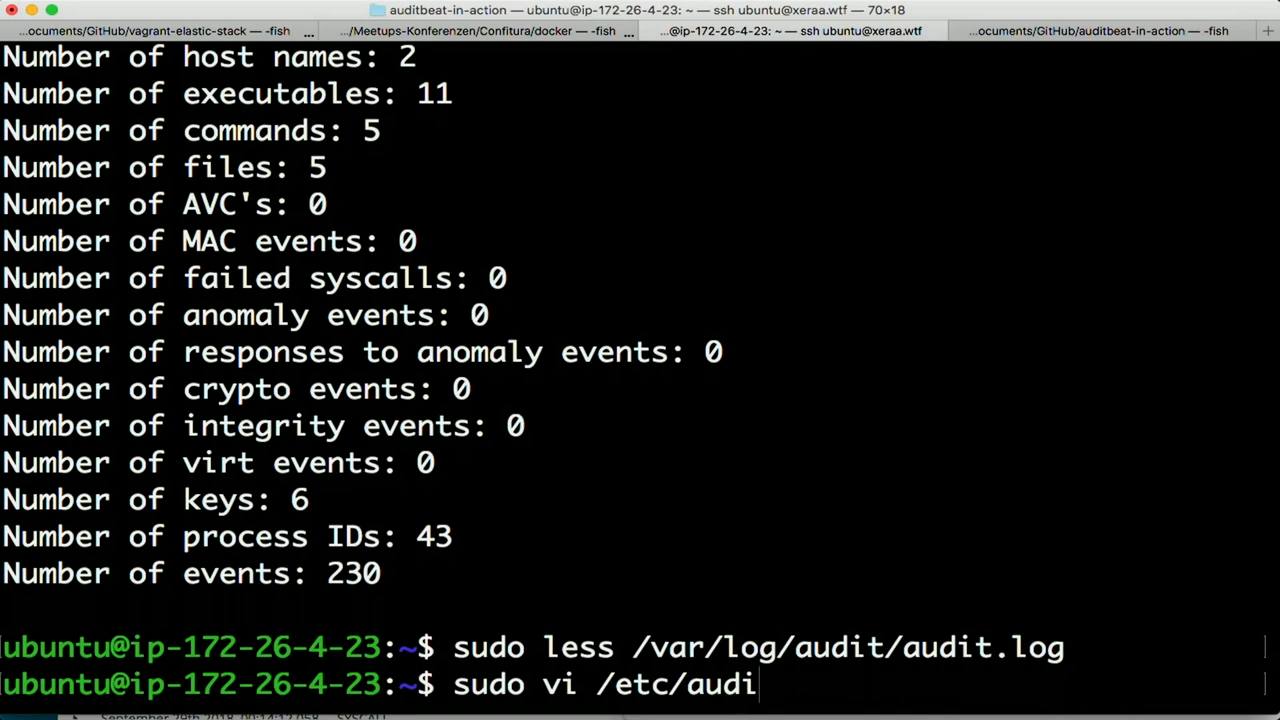 auditbeat-in-action — ubuntu@ip-172-26-4-23: ~ — ssh ubuntu@xeraa.wtf — 70×18
...ocuments/GitHub/vagrant-elastic-stack — -fish ... .../Meetups-Konferenzen/Confitura/docker — -fish ... ...@ip-172-26-4-23: ~ — ssh ubuntu@xeraa.wtf ...ocuments/GitHub/auditbeat-in-action — -fish +
Number of host names: 2
Number of executables: 11
Number of commands: 5
Number of files: 5
Number of AVC's: 0
Number of MAC events: 0
Number of failed syscalls: 0
Number of anomaly events: 0
Number of responses to anomaly events: 0
Number of crypto events: 0
Number of integrity events: 0
Number of virt events: 0
Number of keys: 6
Number of process IDs: 43
Number of events: 230
ubuntu@ip-172-26-4-23:~$ sudo less /var/log/audit/audit.log
ubuntu@ip-172-26-4-23:~$ sudo vi /etc/audi